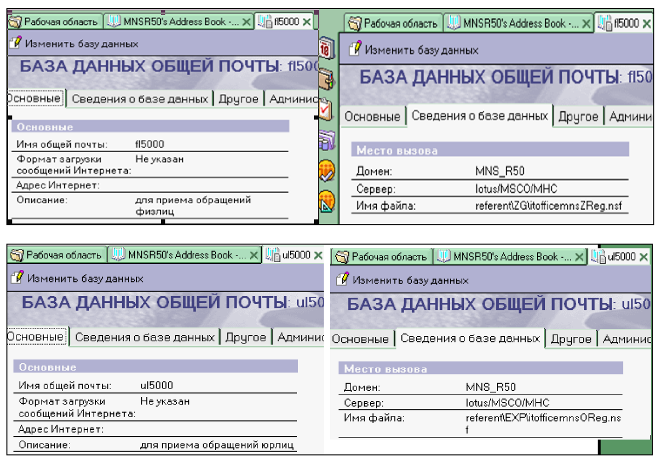 Рабочая область MNSR50's Address Book - ... fl5000
Изменить базу данных
БАЗА ДАННЫХ ОБЩЕЙ ПОЧТЫ: fl500
Основные Сведения о базе данных Другое Админис
Основные
Имя общей почты: fl5000
Формат загрузки Не указан
сообщений Интернета:
Адрес Интернет:
Описание: для приема обращений
физлиц
18
Рабочая область MNSR50's Address Book - ... fl5000
Изменить базу данных
БАЗА ДАННЫХ ОБЩЕЙ ПОЧТЫ: fl50
Основные Сведения о базе данных Другое Админи
Место вызова
Домен: MNS_R50
Сервер: lotus/MSCO/MHC
Имя файла: referent\ZG\itofficemnsZReg.nsf
Рабочая область MNSR50's Address Book - ... ul5000
Изменить базу данных
БАЗА ДАННЫХ ОБЩЕЙ ПОЧТЫ: ul50
Основные Сведения о базе данных Другое Админис
Основные
Имя общей почты: ul5000
Формат загрузки Не указан
сообщений Интернета:
Адрес Интернет:
Описание: для приема обращений юрлиц
Рабочая область MNSR50's Address Book - ... ul5000
Изменить базу данных
БАЗА ДАННЫХ ОБЩЕЙ ПОЧТЫ: ul50
Основные Сведения о базе данных Другое Админис
Место вызова
Домен: MNS_R50
Сервер: lotus/MSCO/MHC
Имя файла: referent\EXP\itofficemnsOReg.ns
f